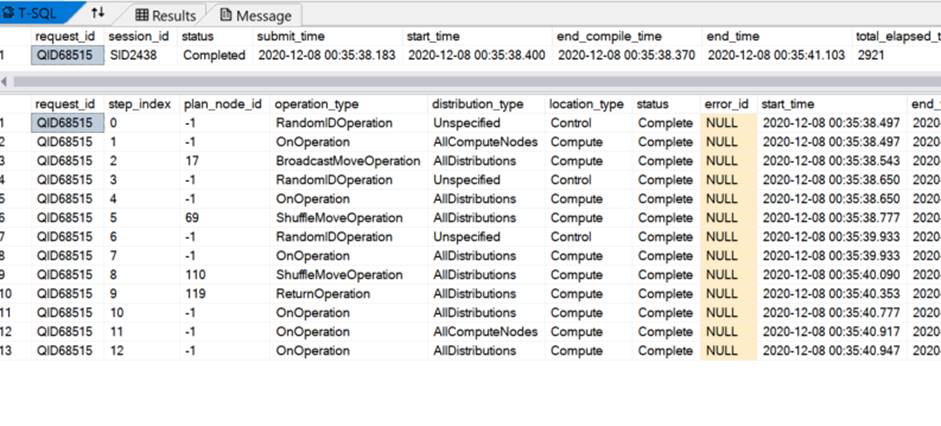 T-SQL Results Message
request_id session_id status submit_time start_time end_compile_time end_time total_elapsed_t
1 QID68515 SID2438 Completed 2020-12-08 00:35:38.183 2020-12-08 00:35:38.400 2020-12-08 00:35:38.370 2020-12-08 00:35:41.103 2921
request_id step_index plan_node_id operation_type distribution_type location_type status error_id start_time end_
1 QID68515 0 -1 RandomIDOperation Unspecified Control Complete NULL 2020-12-08 00:35:38.497 2020
2 QID68515 1 -1 OnOperation AllComputeNodes Compute Complete NULL 2020-12-08 00:35:38.497 2020-
3 QID68515 2 17 BroadcastMoveOperation AllDistributions Compute Complete NULL 2020-12-08 00:35:38.543 2020-
4 QID68515 3 -1 RandomIDOperation Unspecified Control Complete NULL 2020-12-08 00:35:38.650 2020-
5 QID68515 4 -1 OnOperation AllDistributions Compute Complete NULL 2020-12-08 00:35:38.650 2020-
6 QID68515 5 69 ShuffleMoveOperation AllDistributions Compute Complete NULL 2020-12-08 00:35:38.777 2020-
7 QID68515 6 -1 RandomIDOperation Unspecified Control Complete NULL 2020-12-08 00:35:39.933 2020-
8 QID68515 7 -1 OnOperation AllDistributions Compute Complete NULL 2020-12-08 00:35:39.933 2020-
9 QID68515 8 110 ShuffleMoveOperation AllDistributions Compute Complete NULL 2020-12-08 00:35:40.090 2020-
10 QID68515 9 119 ReturnOperation AllDistributions Compute Complete NULL 2020-12-08 00:35:40.353 2020-
11 QID68515 10 -1 OnOperation AllDistributions Compute Complete NULL 2020-12-08 00:35:40.777 2020-
12 QID68515 11 -1 OnOperation AllComputeNodes Compute Complete NULL 2020-12-08 00:35:40.917 2020-
13 QID68515 12 -1 OnOperation AllDistributions Compute Complete NULL 2020-12-08 00:35:40.947 2020-